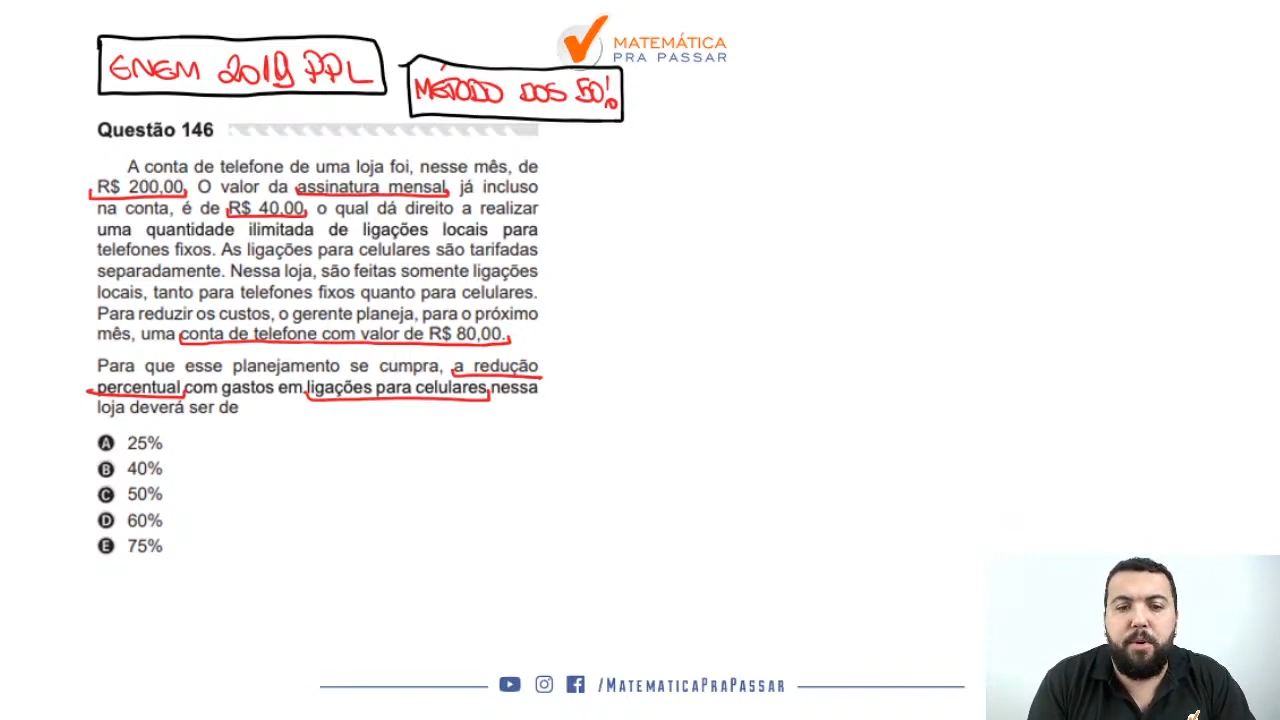 ENEM 2019 PPL
MÉTODO DOS 50!
MATEMÁTICA
PRA PASSAR
Questão 146
A conta de telefone de uma loja foi, nesse mês, de
R$ 200,00. O valor da assinatura mensal, já incluso
na conta, é de R$ 40,00, o qual dá direito a realizar
uma quantidade ilimitada de ligações locais para
telefones fixos. As ligações para celulares são tarifadas
separadamente. Nessa loja, são feitas somente ligações
locais, tanto para telefones fixos quanto para celulares.
Para reduzir os custos, o gerente planeja, para o próximo
mês, uma conta de telefone com valor de R$ 80,00.
Para que esse planejamento se cumpra, a redução
percentual com gastos em ligações para celulares nessa
loja deverá ser de
A 25%
B 40%
C 50%
D 60%
E 75%
/MATEMATICAPRAPASSAR